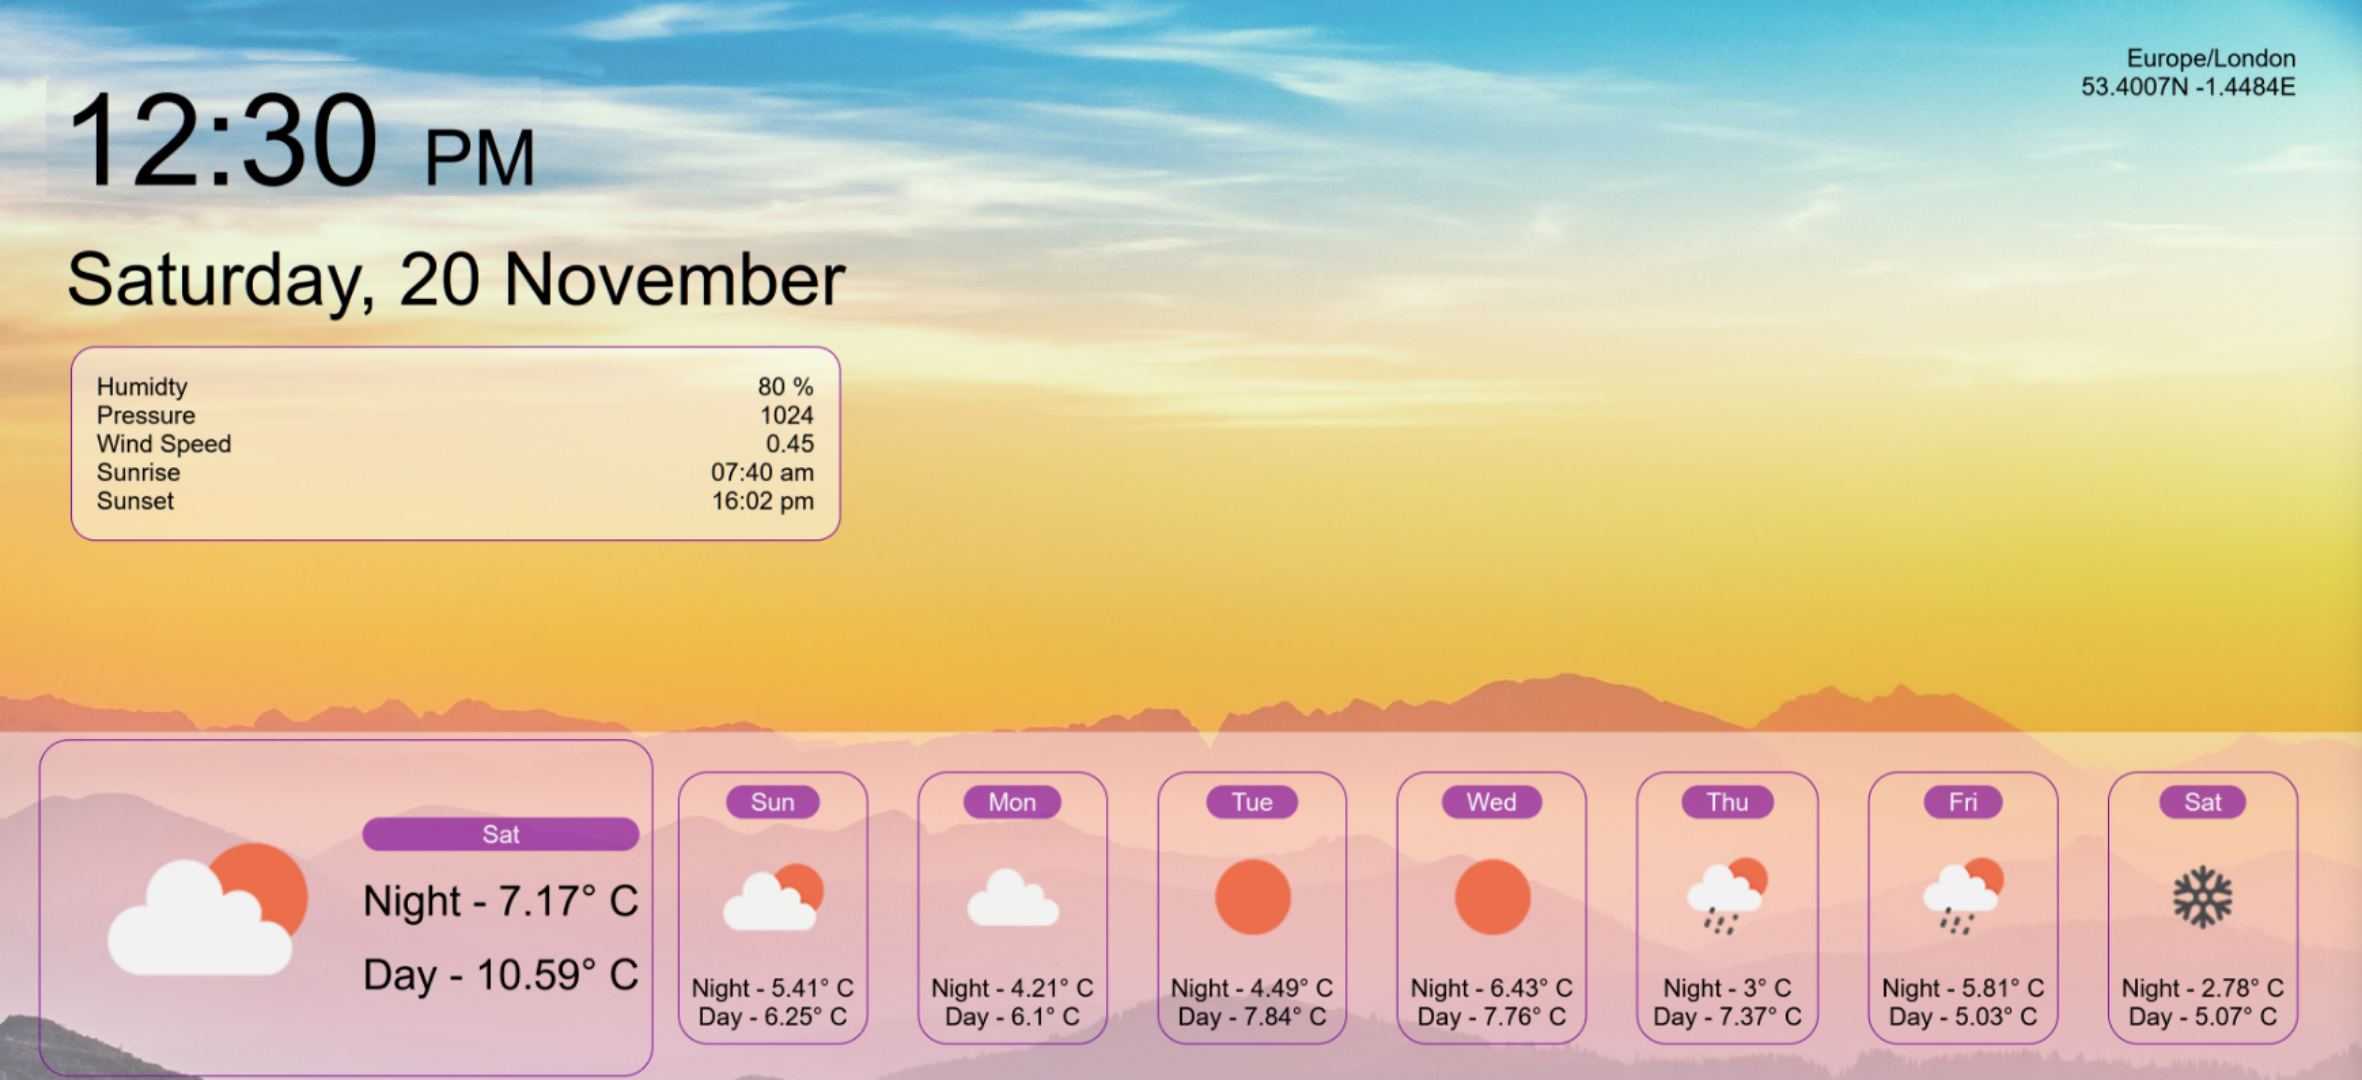 12:30 PM
Europe/London
53.4007N -1.4484E
Saturday, 20 November
Humidty 80 %
Pressure 1024
Wind Speed 0.45
Sunrise 07:40 am
Sunset 16:02 pm
Sat
Night - 7.17° C
Day - 10.59° C
Sun
Night - 5.41° C
Day - 6.25° C
Mon
Night - 4.21° C
Day - 6.1° C
Tue
Night - 4.49° C
Day - 7.84° C
Wed
Night - 6.43° C
Day - 7.76° C
Thu
Night - 3° C
Day - 7.37° C
Fri
Night - 5.81° C
Day - 5.03° C
Sat
Night - 2.78° C
Day - 5.07° C